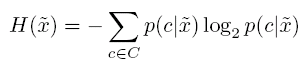 H(x̃) = − ∑_{c∈C} p(c|x̃) log₂ p(c|x̃)